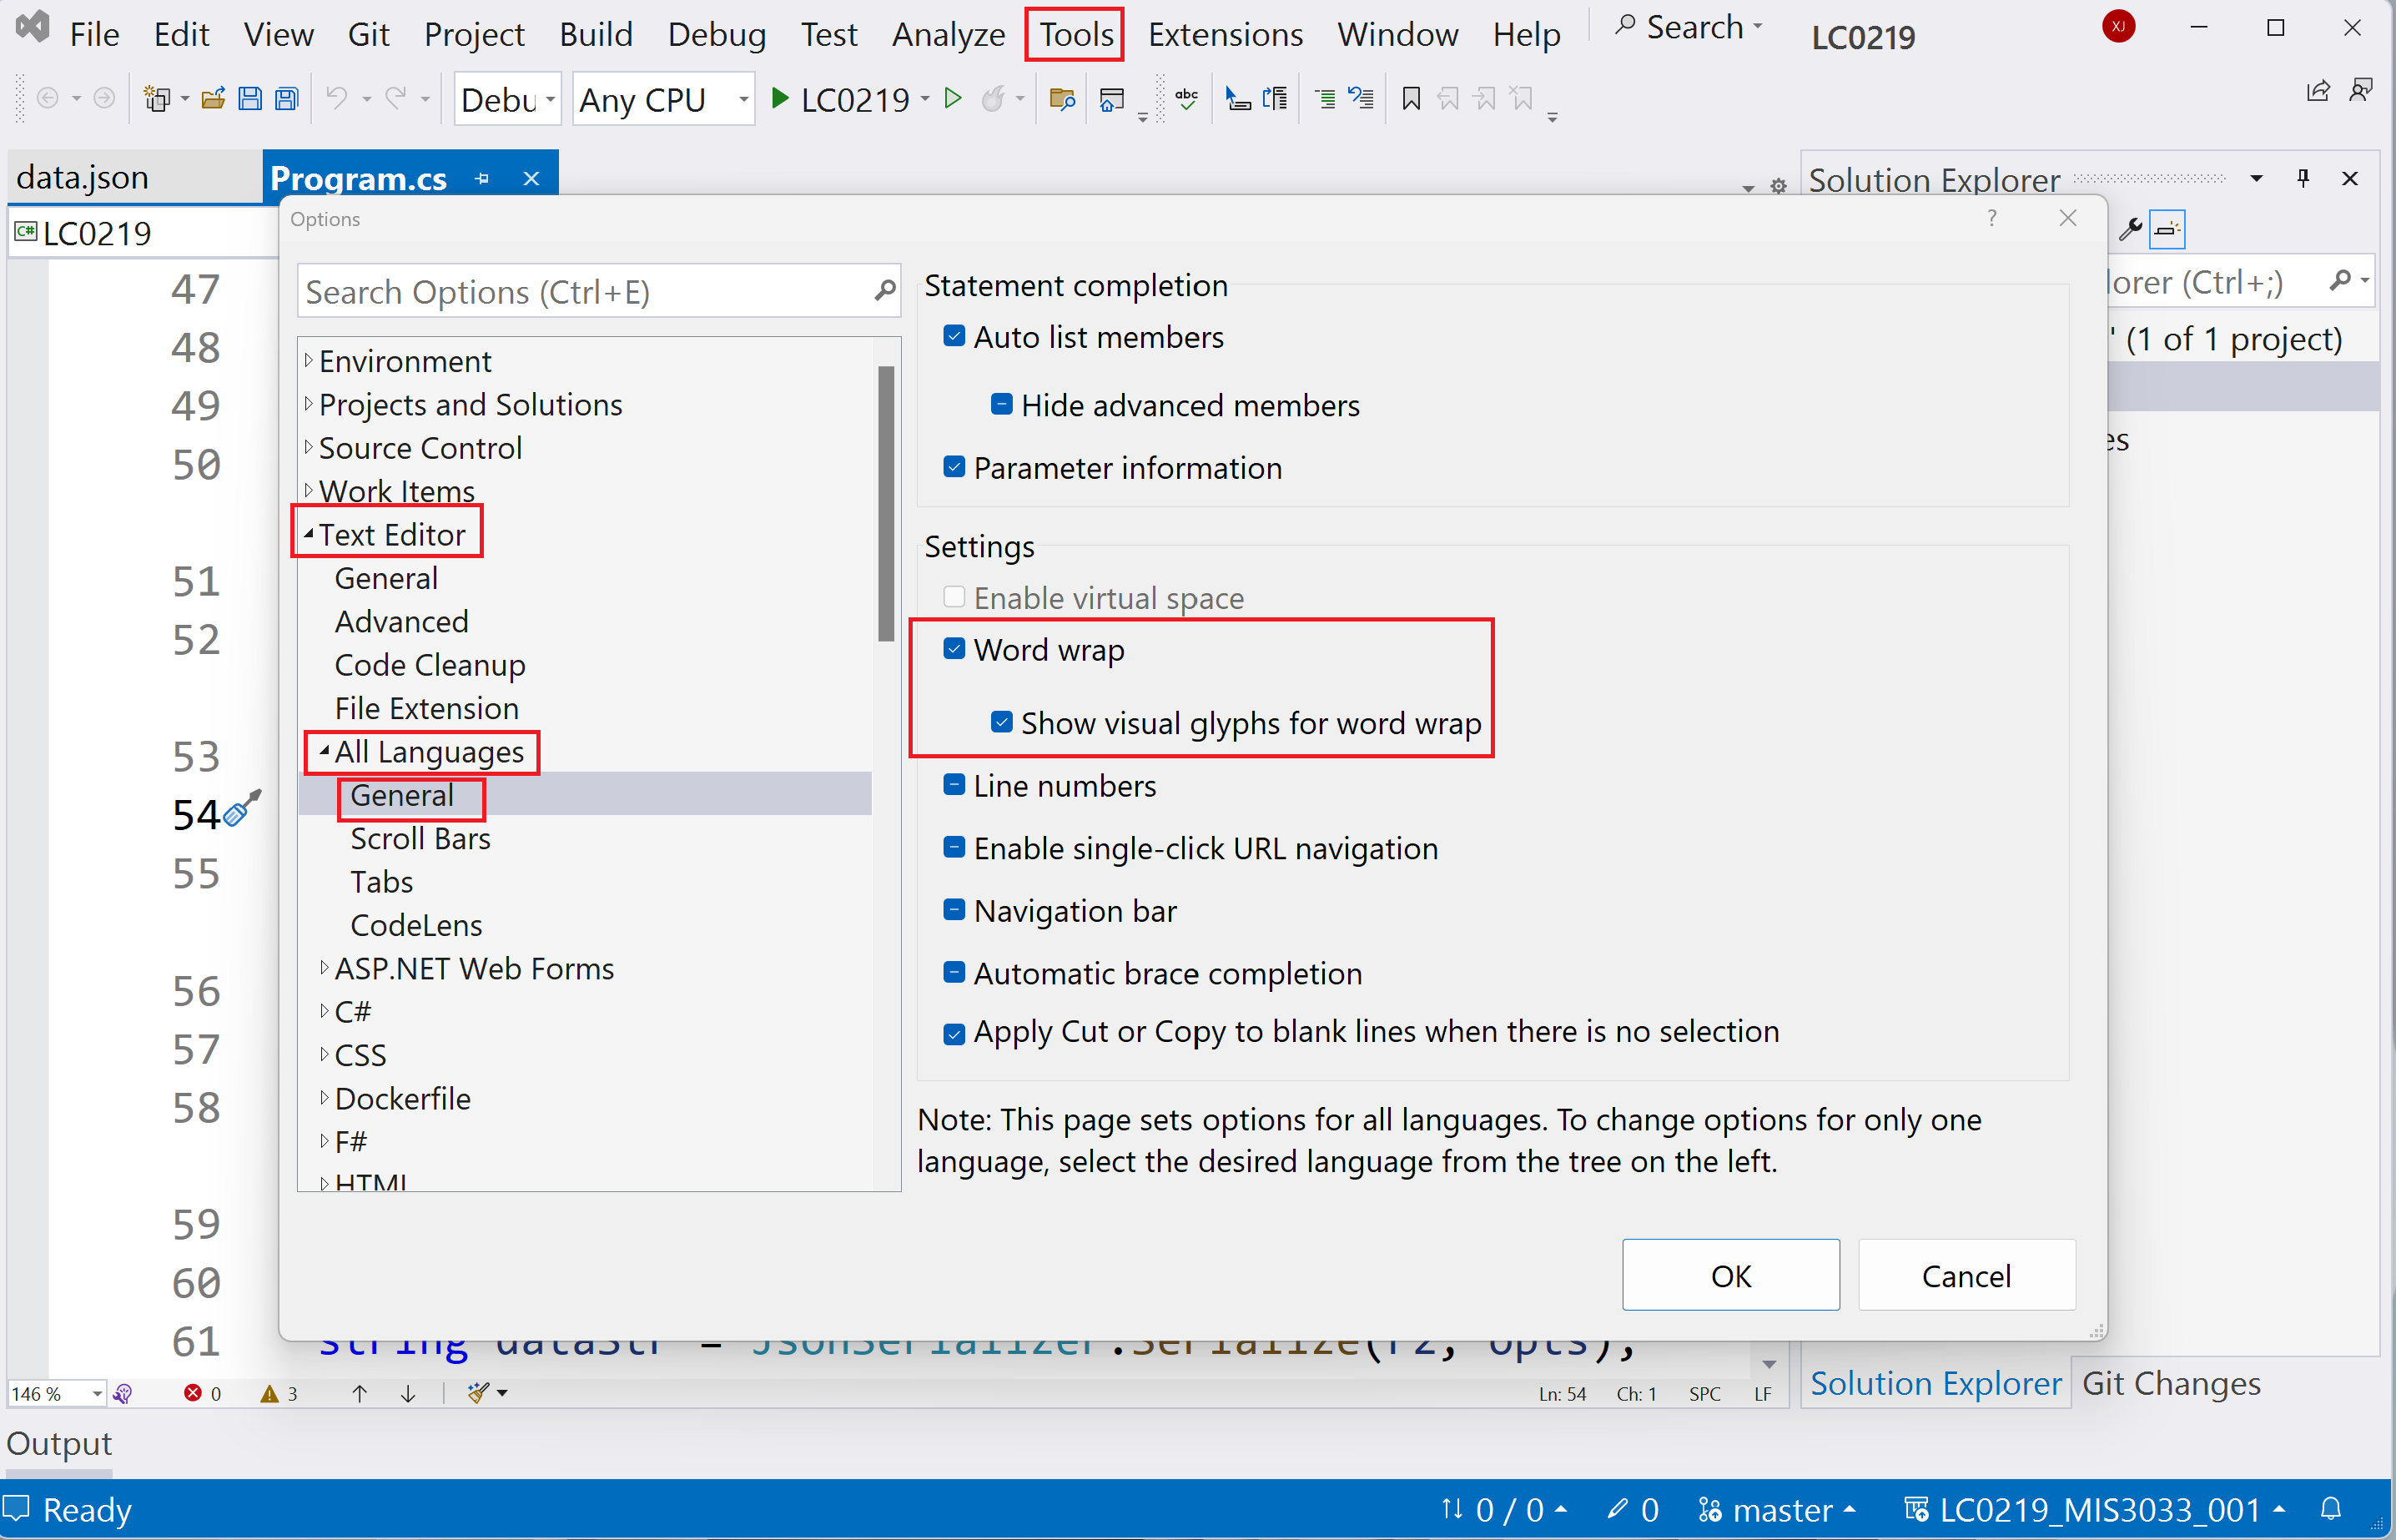 File Edit View Git Project Build Debug Test Analyze Tools Extensions Window Help Search LC0219 XJ
Debu Any CPU LC0219 abc
data.json Program.cs Solution Explorer
C# LC0219
Options ?
lorer (Ctrl+;)
" (1 of 1 project)
es
47
48
49
50
51
52
53
54
55
56
57
58
59
60
61
Search Options (Ctrl+E)
Environment
Projects and Solutions
Source Control
Work Items
Text Editor
General
Advanced
Code Cleanup
File Extension
All Languages
General
Scroll Bars
Tabs
CodeLens
ASP.NET Web Forms
C#
CSS
Dockerfile
F#
HTML
Statement completion
Auto list members
Hide advanced members
Parameter information
Settings
Enable virtual space
Word wrap
Show visual glyphs for word wrap
Line numbers
Enable single-click URL navigation
Navigation bar
Automatic brace completion
Apply Cut or Copy to blank lines when there is no selection
Note: This page sets options for all languages. To change options for only one
language, select the desired language from the tree on the left.
OK Cancel
string dataStr = JsonSerializer.Serialize(r2, opts);
146 % 0 3 Ln: 54 Ch: 1 SPC LF
Solution Explorer Git Changes
Output
Ready 0 / 0 0 master LC0219_MIS3033_001